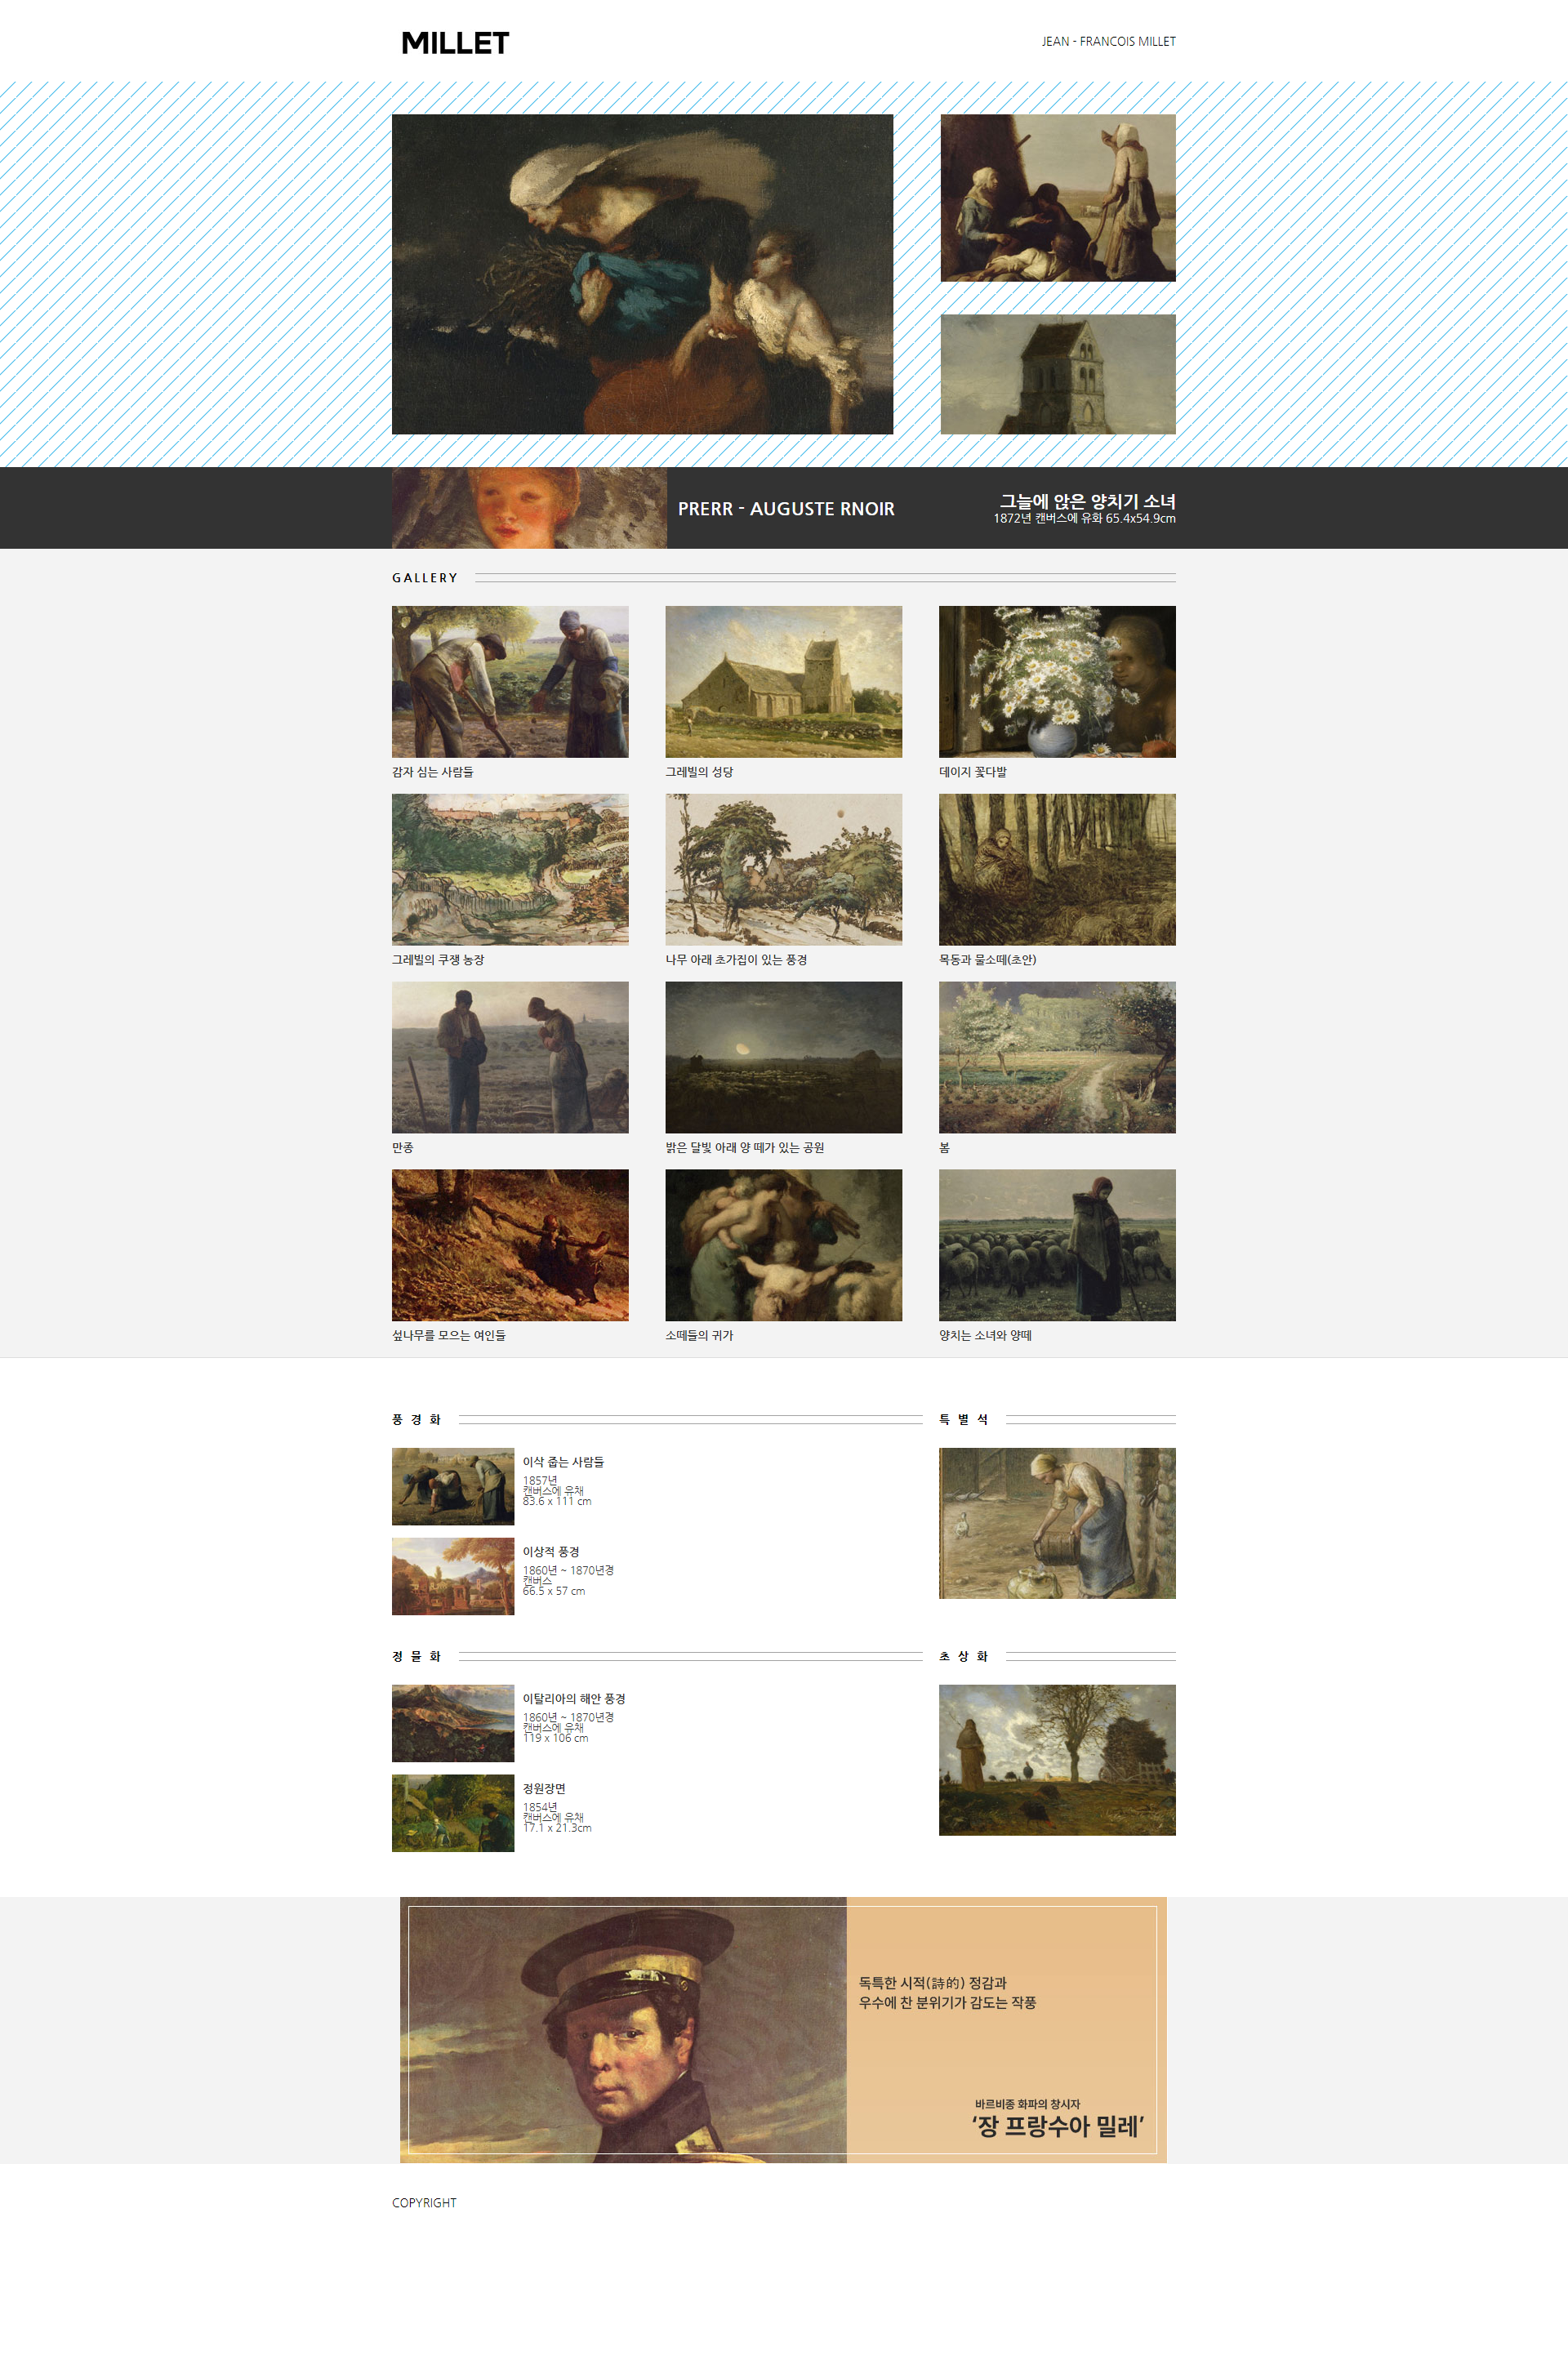 MILLET
JEAN - FRANCOIS MILLET
PRERR - AUGUSTE RNOIR
그늘에 앉은 양치기 소녀
1872년 캔버스에 유화 65.4x54.9cm
GALLERY
감자 심는 사람들
그레빌의 성당
데이지 꽃다발
그레빌의 쿠쟁 농장
나무 아래 초가집이 있는 풍경
목동과 물소떼(초안)
만종
밝은 달빛 아래 양 떼가 있는 공원
봄
섶나무를 모으는 여인들
소떼들의 귀가
양치는 소녀와 양떼
풍 경 화
이삭 줍는 사람들
1857년
캔버스에 유채
83.6 x 111 cm
이상적 풍경
1860년 ~ 1870년경
캔버스
66.5 x 57 cm
특 별 석
정 물 화
이탈리아의 해안 풍경
1860년 ~ 1870년경
캔버스에 유채
119 x 106 cm
정원장면
1854년
캔버스에 유채
17.1 x 21.3cm
초 상 화
독특한 시적(詩的) 정감과
우수에 찬 분위기가 감도는 작풍
바르비종 화파의 창시자
‘장 프랑수아 밀레’
COPYRIGHT